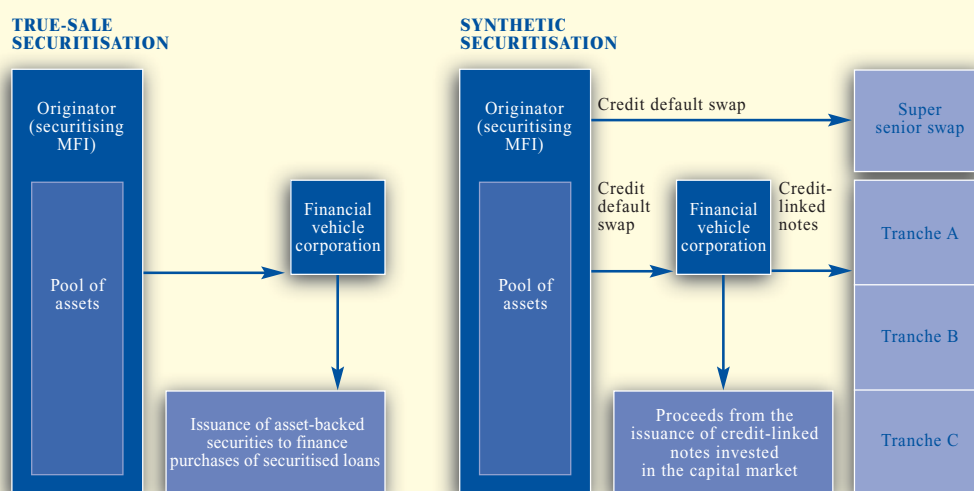 TRUE-SALE
SECURITISATION
Originator
(securitising
MFI)
Pool of
assets
Financial
vehicle
corporation
Issuance of asset-backed
securities to finance
purchases of securitised loans
SYNTHETIC
SECURITISATION
Originator
(securitising
MFI)
Pool of
assets
Credit default swap
Credit
default
swap
Financial
vehicle
corporation
Credit-
linked
notes
Proceeds from the
issuance of credit-linked
notes invested
in the capital market
Super
senior swap
Tranche A
Tranche B
Tranche C